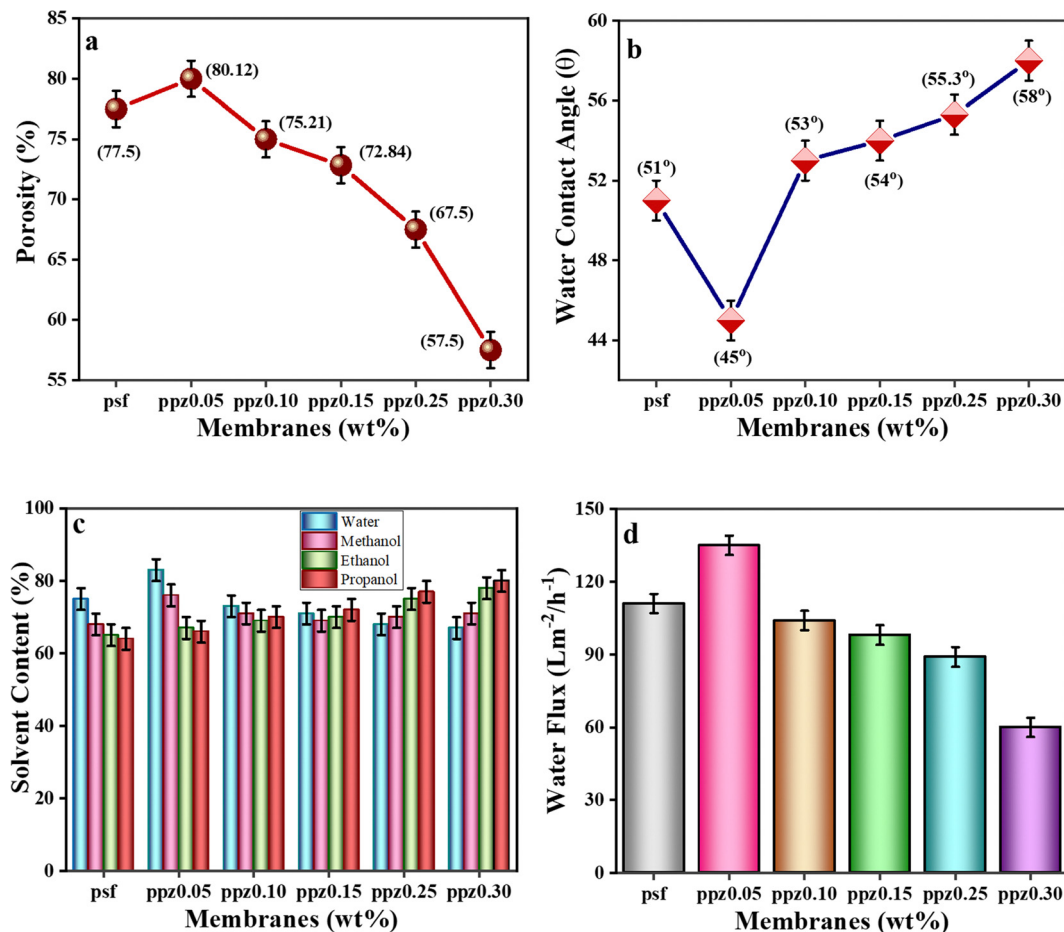 a
85
80
75
70
65
60
55
Porosity (%)
(77.5)
(80.12)
(75.21)
(72.84)
(67.5)
(57.5)
psf ppz0.05 ppz0.10 ppz0.15 ppz0.25 ppz0.30
Membranes (wt%)
b
60
56
52
48
44
Water Contact Angle (θ)
(51°)
(45°)
(53°)
(54°)
(55.3°)
(58°)
psf ppz0.05 ppz0.10 ppz0.15 ppz0.25 ppz0.30
Membranes (wt%)
c
100
80
60
40
20
0
Solvent Content (%)
Water
Methanol
Ethanol
Propanol
psf ppz0.05 ppz0.10 ppz0.15 ppz0.25 ppz0.30
Membranes (wt%)
d
150
120
90
60
30
0
Water Flux (Lm⁻²/h⁻¹)
psf ppz0.05 ppz0.10 ppz0.15 ppz0.25 ppz0.30
Membranes (wt%)